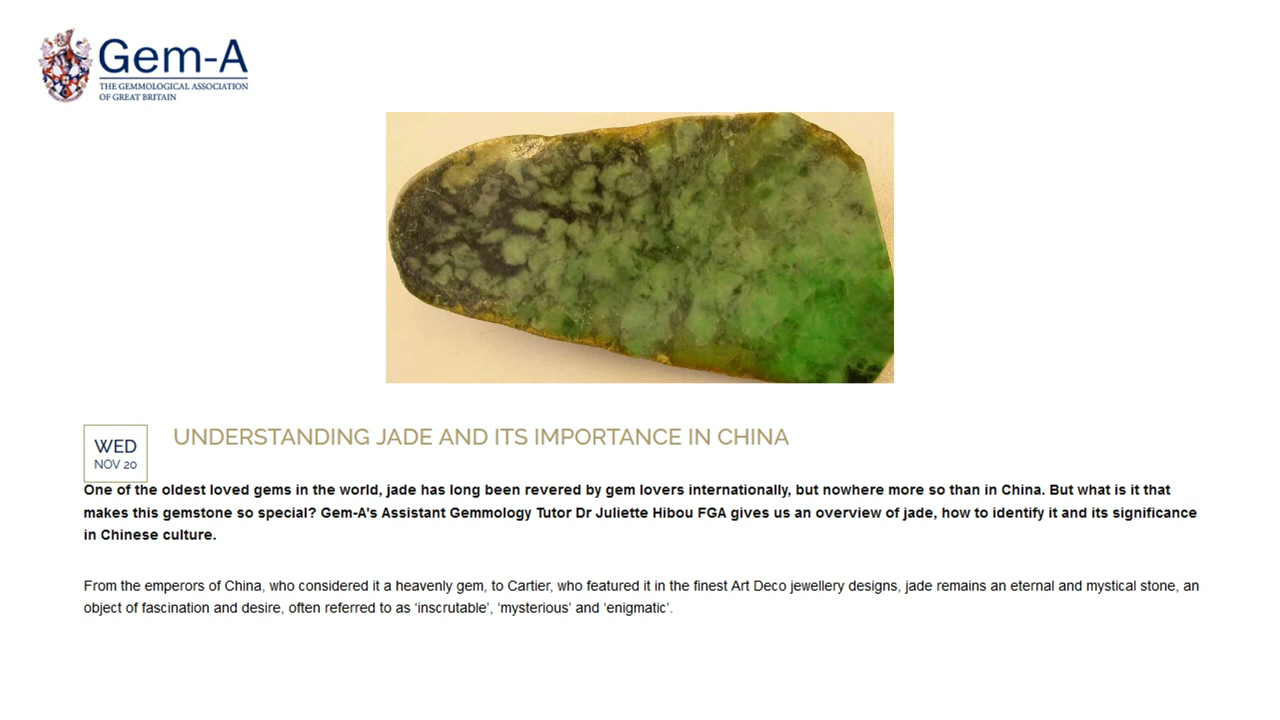 Gem-A
THE GEMMOLOGICAL ASSOCIATION
OF GREAT BRITAIN
WED
NOV 20
UNDERSTANDING JADE AND ITS IMPORTANCE IN CHINA
One of the oldest loved gems in the world, jade has long been revered by gem lovers internationally, but nowhere more so than in China. But what is it that
makes this gemstone so special? Gem-A's Assistant Gemmology Tutor Dr Juliette Hibou FGA gives us an overview of jade, how to identify it and its significance
in Chinese culture.
From the emperors of China, who considered it a heavenly gem, to Cartier, who featured it in the finest Art Deco jewellery designs, jade remains an eternal and mystical stone, an
object of fascination and desire, often referred to as ‘inscrutable’, ‘mysterious’ and ‘enigmatic’.